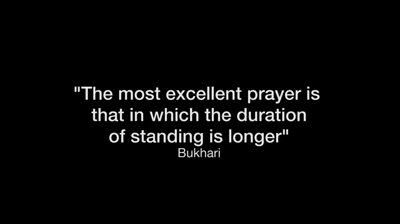 "The most excellent prayer is
that in which the duration
of standing is longer"
Bukhari